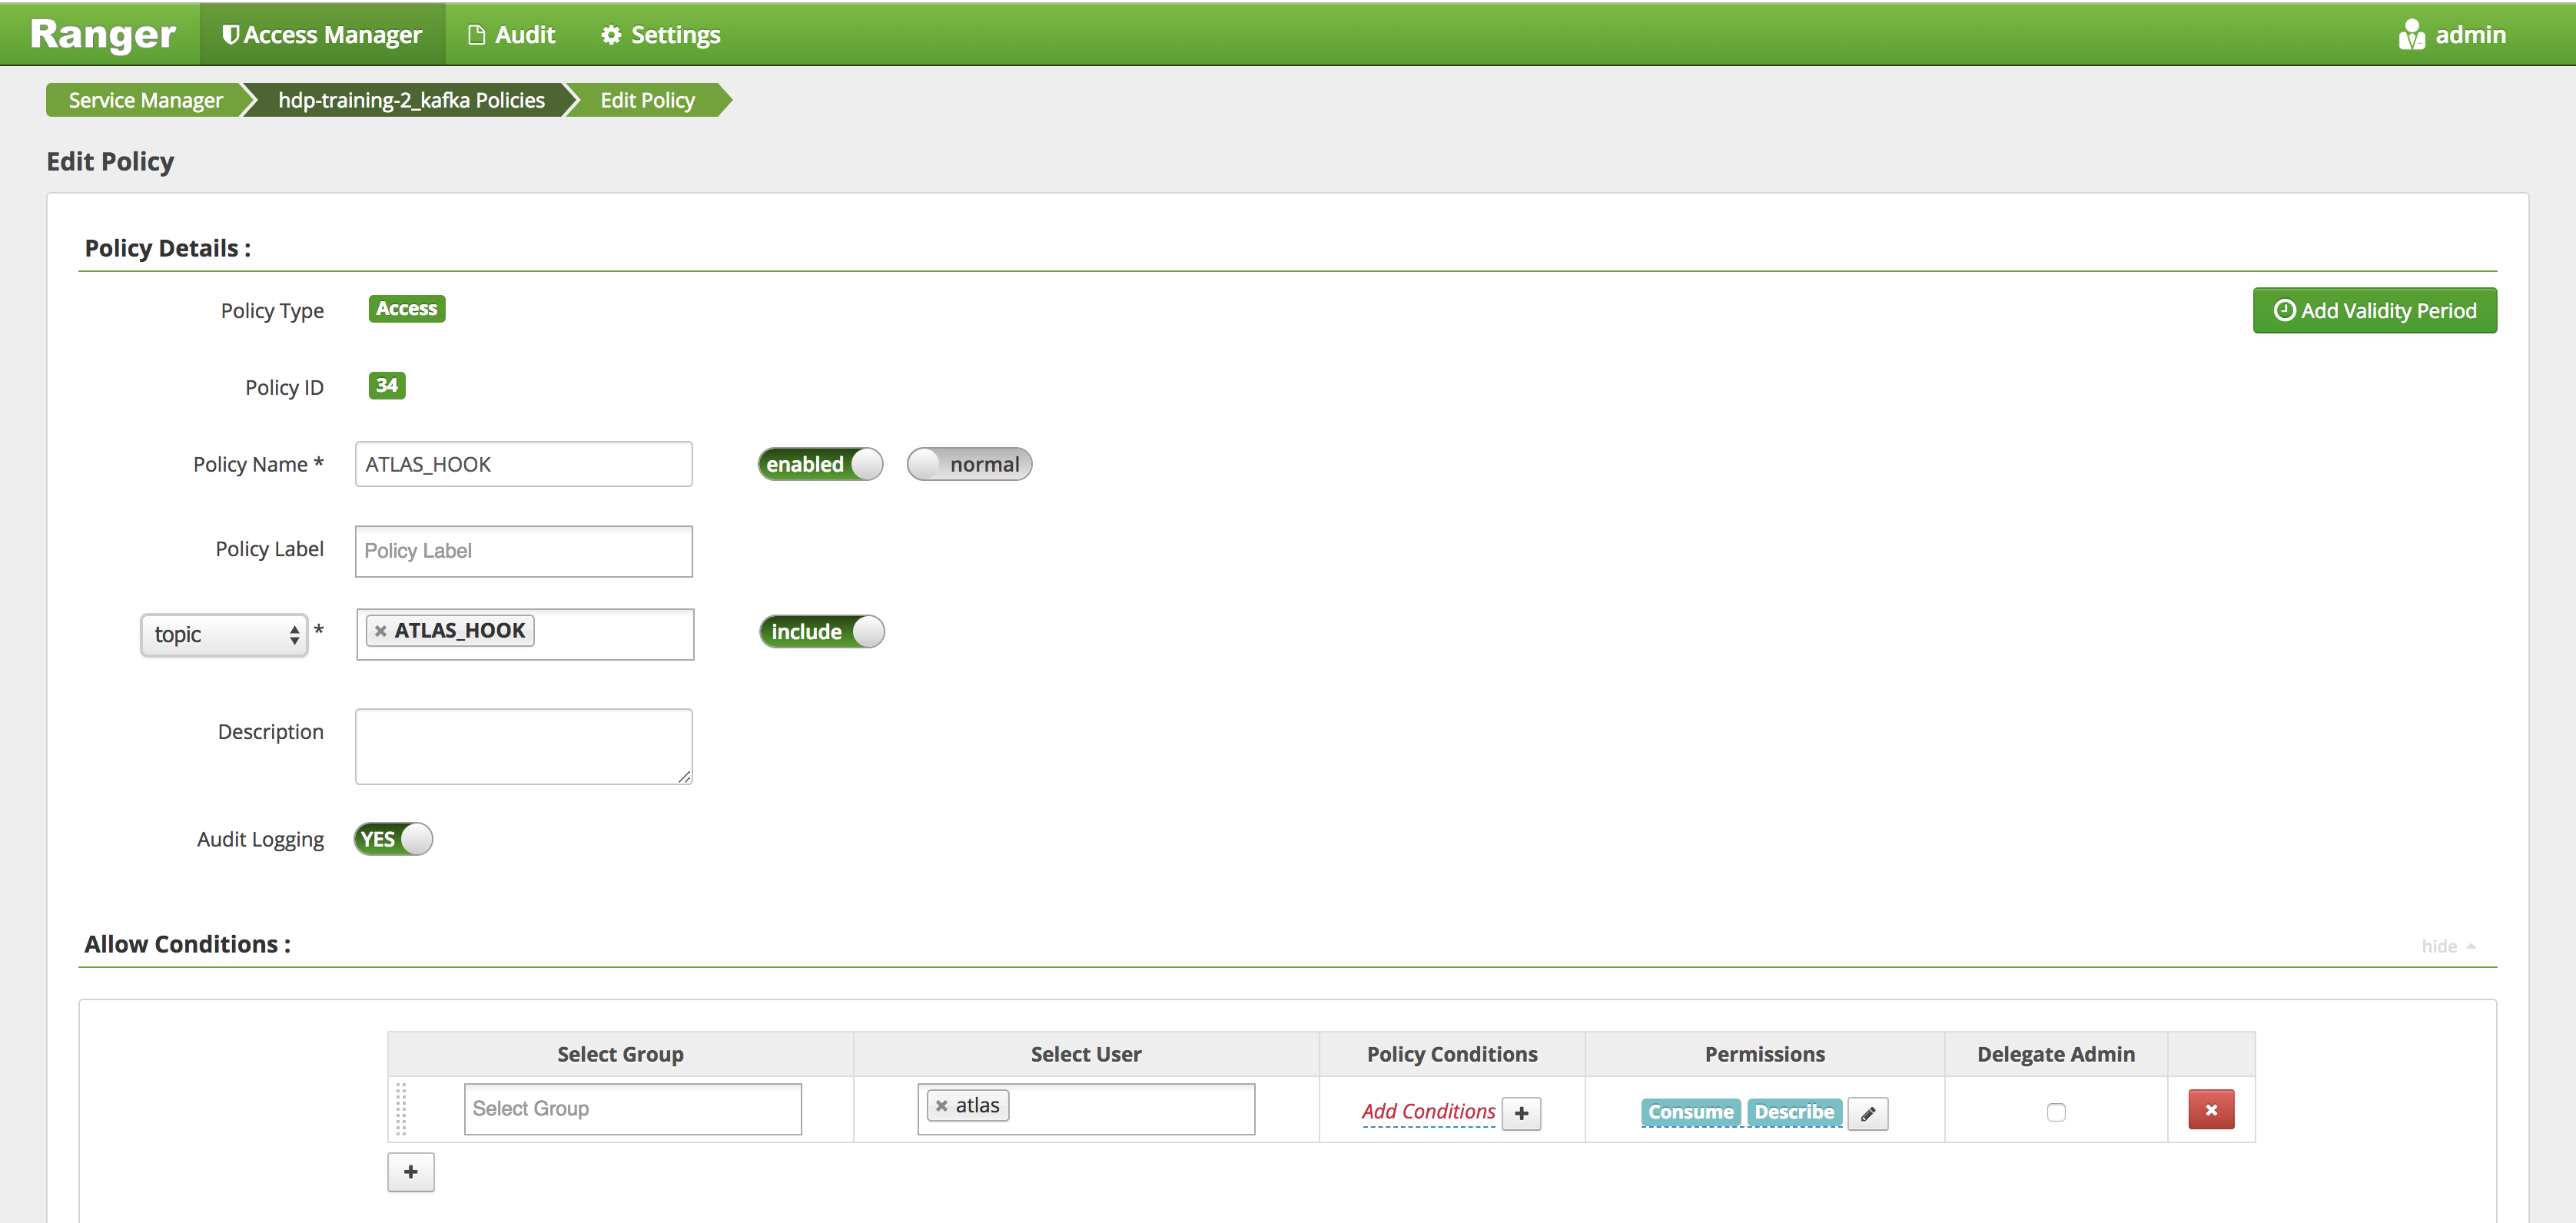 Ranger Access Manager Audit Settings admin
Service Manager hdp-training-2_kafka Policies Edit Policy
Edit Policy
Policy Details :
Policy Type Access Add Validity Period
Policy ID 34
Policy Name * ATLAS_HOOK enabled normal
Policy Label Policy Label
topic * × ATLAS_HOOK include
Description
Audit Logging YES
Allow Conditions :
hide
Select Group Select User Policy Conditions Permissions Delegate Admin
Select Group × atlas Add Conditions + Consume Describe ×
+